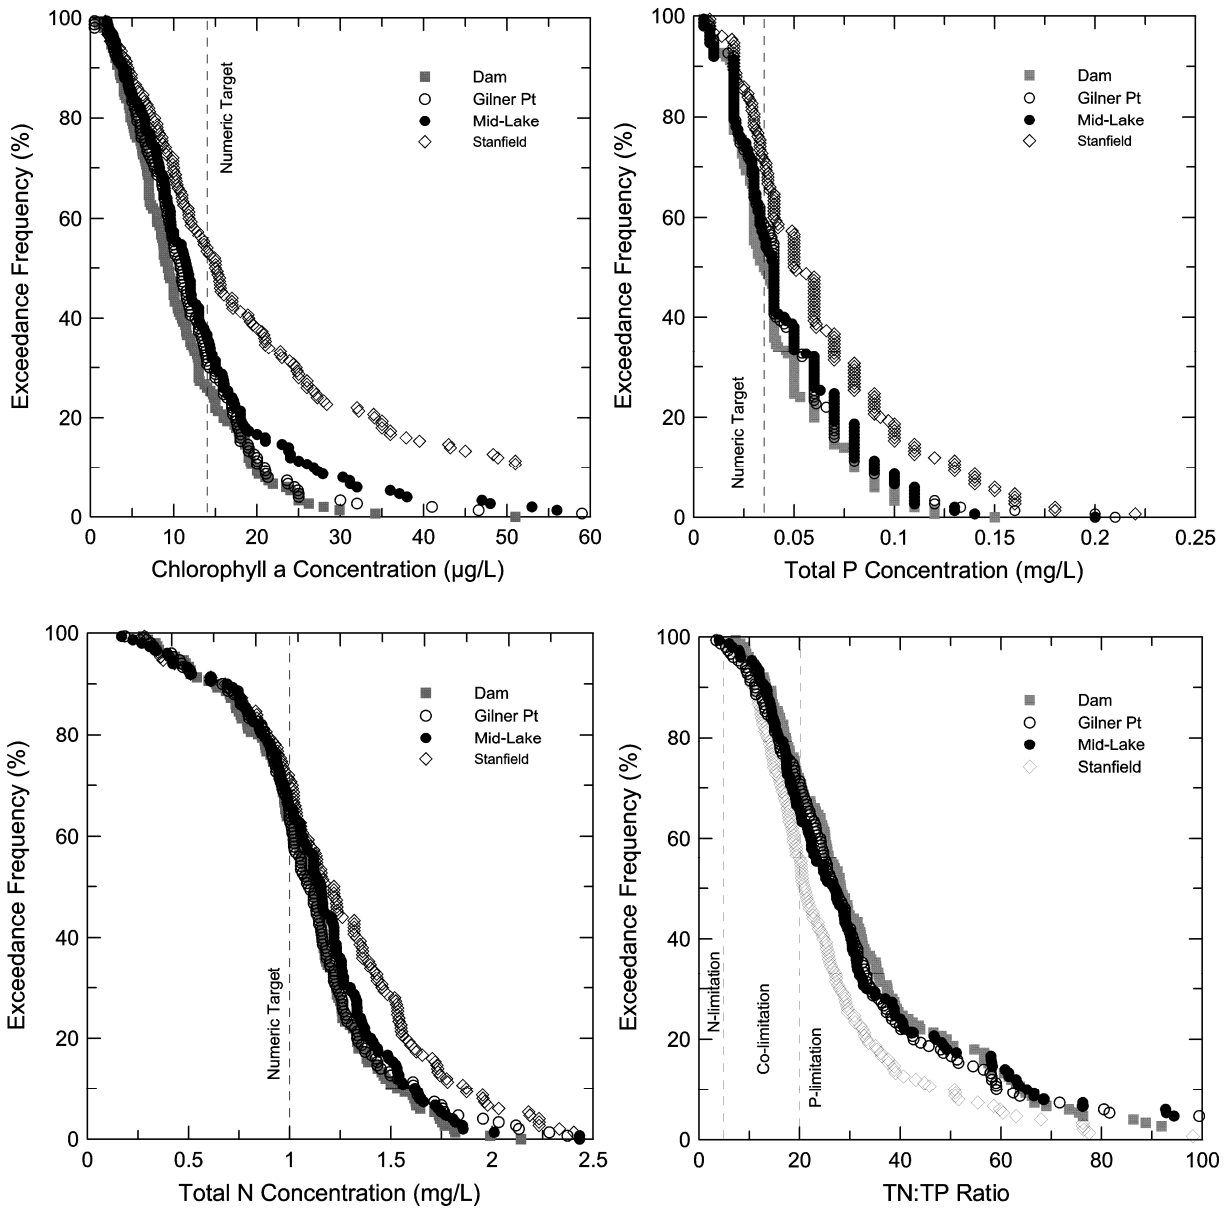 Exceedance Frequency (%)
100
80
60
40
20
0
Numeric Target
Dam
Gilner Pt
Mid-Lake
Stanfield
0 10 20 30 40 50 60
Chlorophyll a Concentration (µg/L)
Exceedance Frequency (%)
100
80
60
40
20
0
Numeric Target
Dam
Gilner Pt
Mid-Lake
Stanfield
0 0.05 0.1 0.15 0.2 0.25
Total P Concentration (mg/L)
Exceedance Frequency (%)
100
80
60
40
20
0
Numeric Target
Dam
Gilner Pt
Mid-Lake
Stanfield
0 0.5 1 1.5 2 2.5
Total N Concentration (mg/L)
Exceedance Frequency (%)
100
80
60
40
20
0
N-limitation
Co-limitation
P-limitation
Dam
Gilner Pt
Mid-Lake
Stanfield
0 20 40 60 80 100
TN:TP Ratio